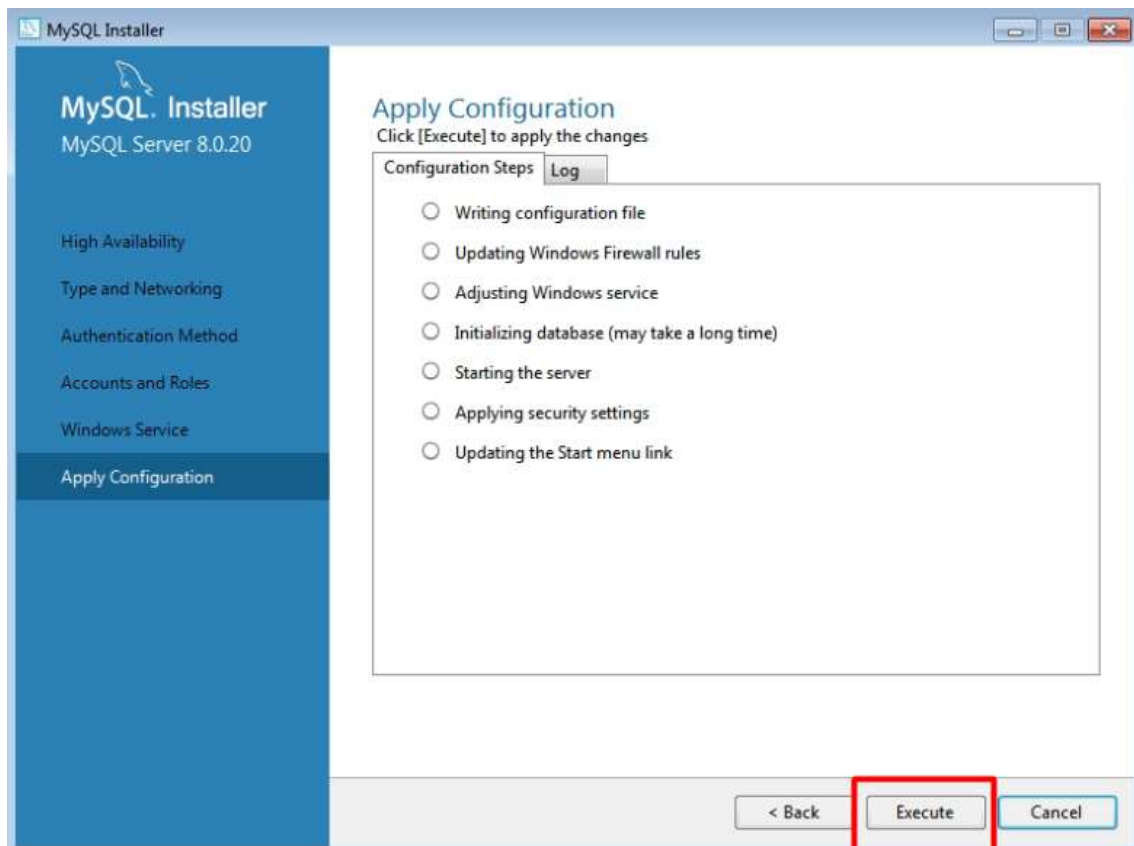 MySQL Installer
MySQL. Installer
MySQL Server 8.0.20
High Availability
Type and Networking
Authentication Method
Accounts and Roles
Windows Service
Apply Configuration
Apply Configuration
Click [Execute] to apply the changes
Configuration Steps Log
Writing configuration file
Updating Windows Firewall rules
Adjusting Windows service
Initializing database (may take a long time)
Starting the server
Applying security settings
Updating the Start menu link
< Back Execute Cancel